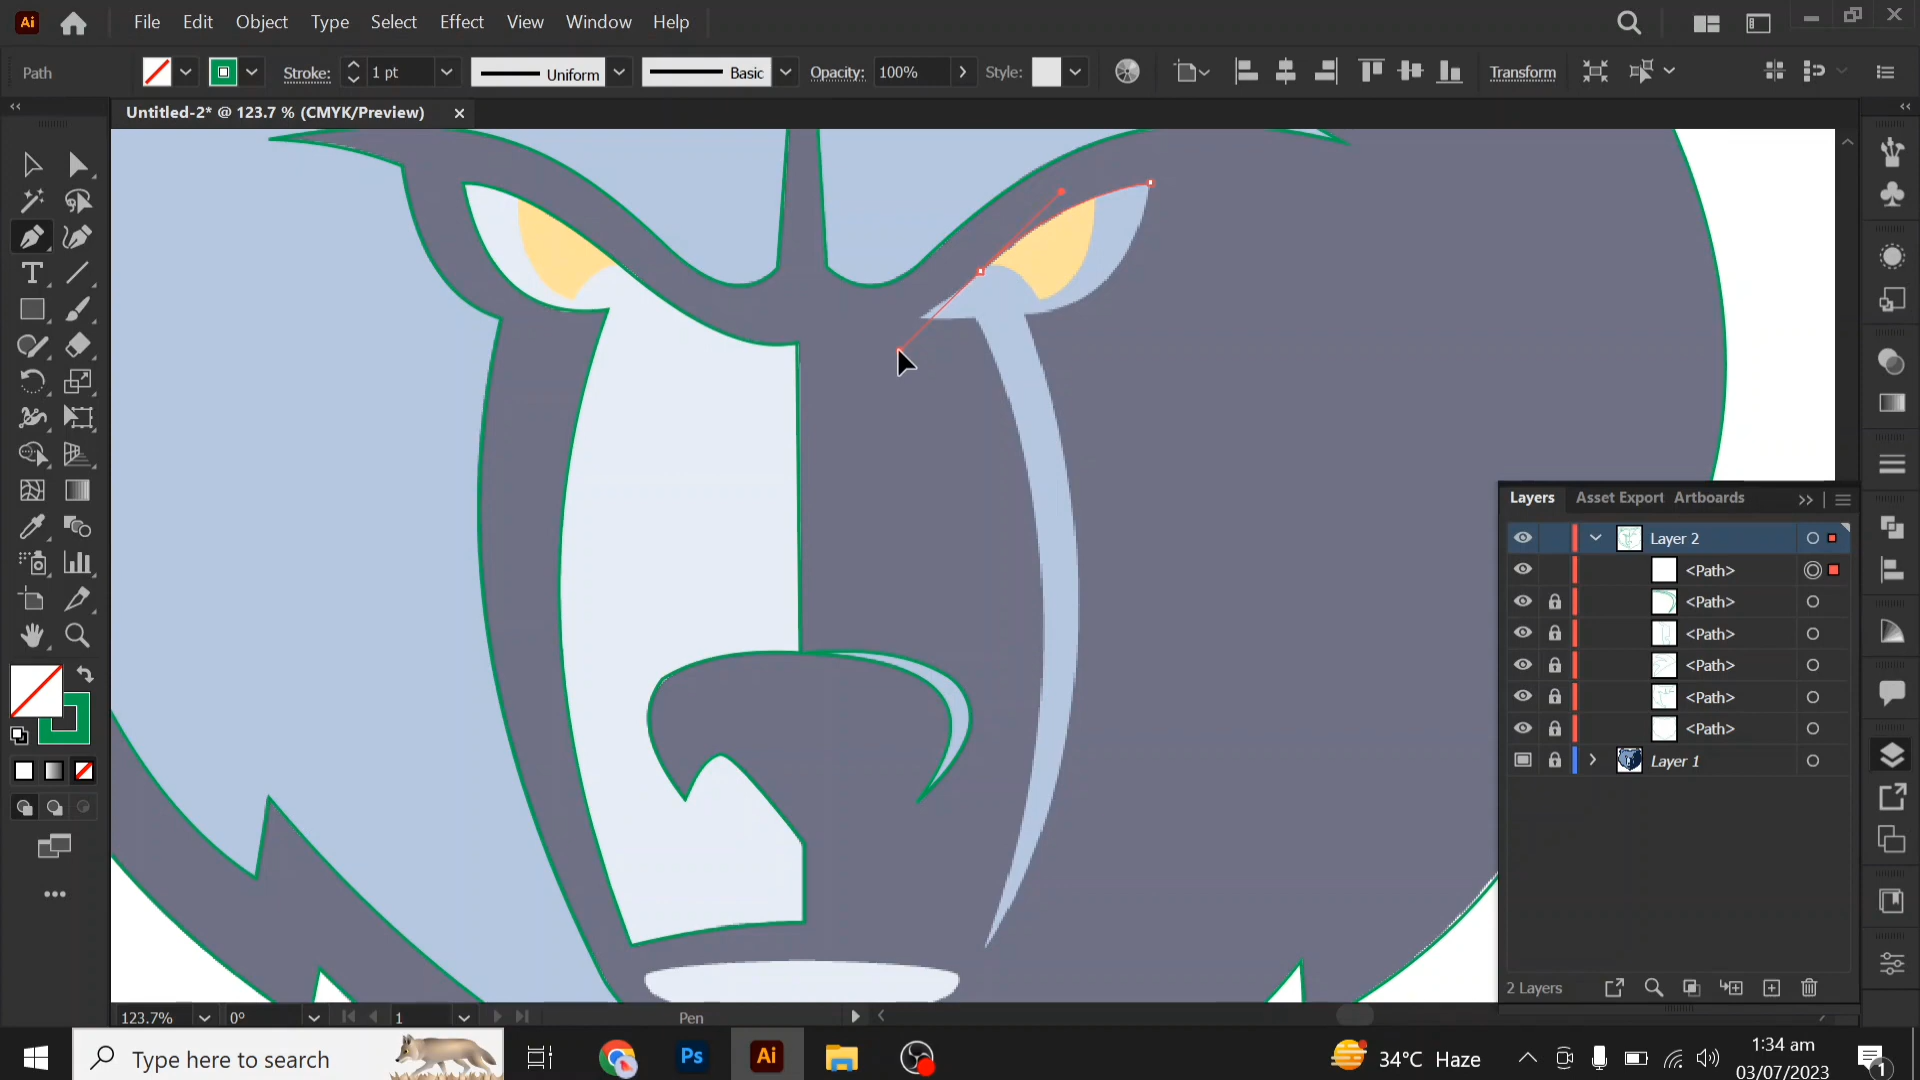 Ai File Edit Object Type Select Effect View Window Help
Path Stroke: 1 pt Uniform Basic Opacity: 100% Style: Transform
Untitled-2* @ 123.7 % (CMYK/Preview)
Layers Asset Export Artboards
Layer 2
<Path>
<Path>
<Path>
<Path>
<Path>
<Path>
Layer 1
2 Layers
123.7% 0° 1 Pen
Type here to search Ps Ai 34°C Haze 1:34 am
03/07/2023 1